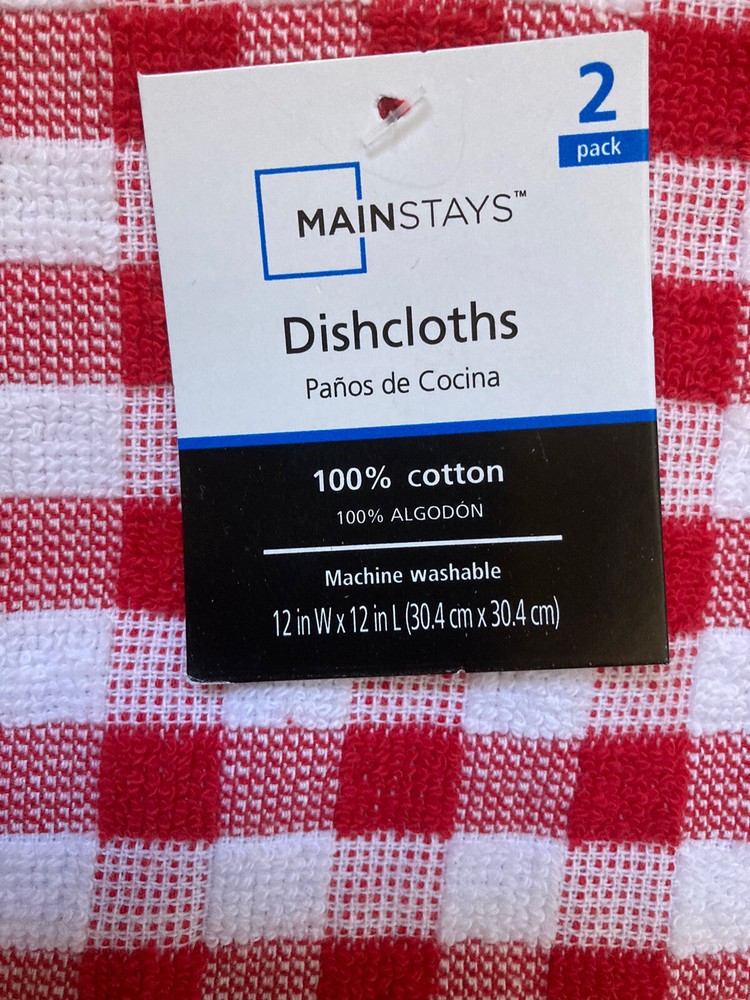 2
pack
MAINSTAYS™
Dishcloths
Paños de Cocina
100% cotton
100% ALGODÓN
Machine washable
12 in W x 12 in L (30.4 cm x 30.4 cm)